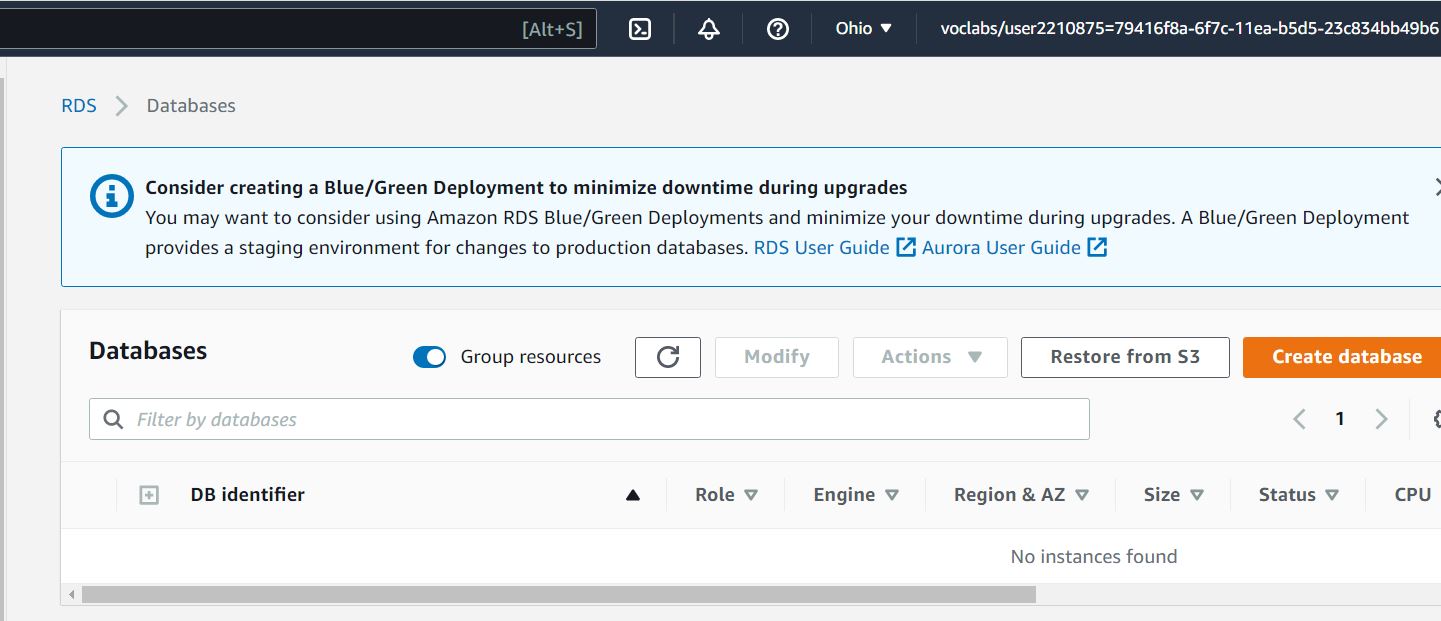 [Alt+S]
Ohio
voclabs/user2210875=79416f8a-6f7c-11ea-b5d5-23c834bb49b6
RDS
Databases
Consider creating a Blue/Green Deployment to minimize downtime during upgrades
You may want to consider using Amazon RDS Blue/Green Deployments and minimize your downtime during upgrades. A Blue/Green Deployment
provides a staging environment for changes to production databases. RDS User Guide Aurora User Guide
Databases
Group resources
Modify
Actions
Restore from S3
Create database
Filter by databases
1
DB identifier
Role
Engine
Region & AZ
Size
Status
CPU
No instances found